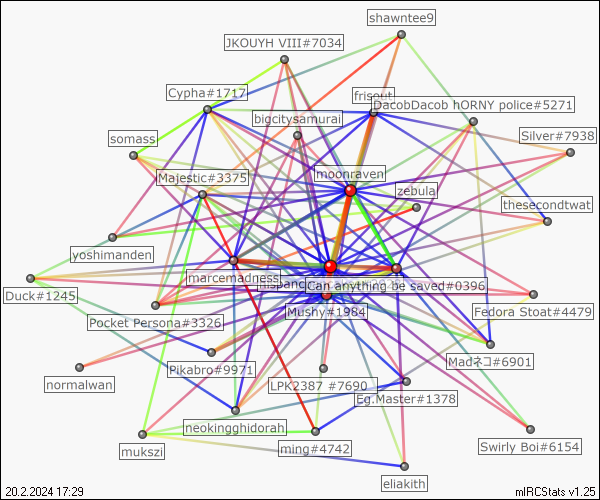 shawntee9
JKOUYH VIII#7034
Cypha#1717
frisout
DacobDacob hORNY police#5271
bigcitysamurai
somass
Silver#7938
Majestic#3375
moonraven
zebula
thesecondtwat
yoshimanden
marcemadness
Can anything be saved#0396
Duck#1245
Mushy#1984
Fedora Stoat#4479
Pocket Persona#3326
Madネコ#6901
Pikabro#9971
normalwan
LPK2387 #7690
Eg.Master#1378
neokingghidorah
ming#4742
Swirly Boi#6154
mukszi
eliakith
20.2.2024 17:29
mIRCStats v1.25